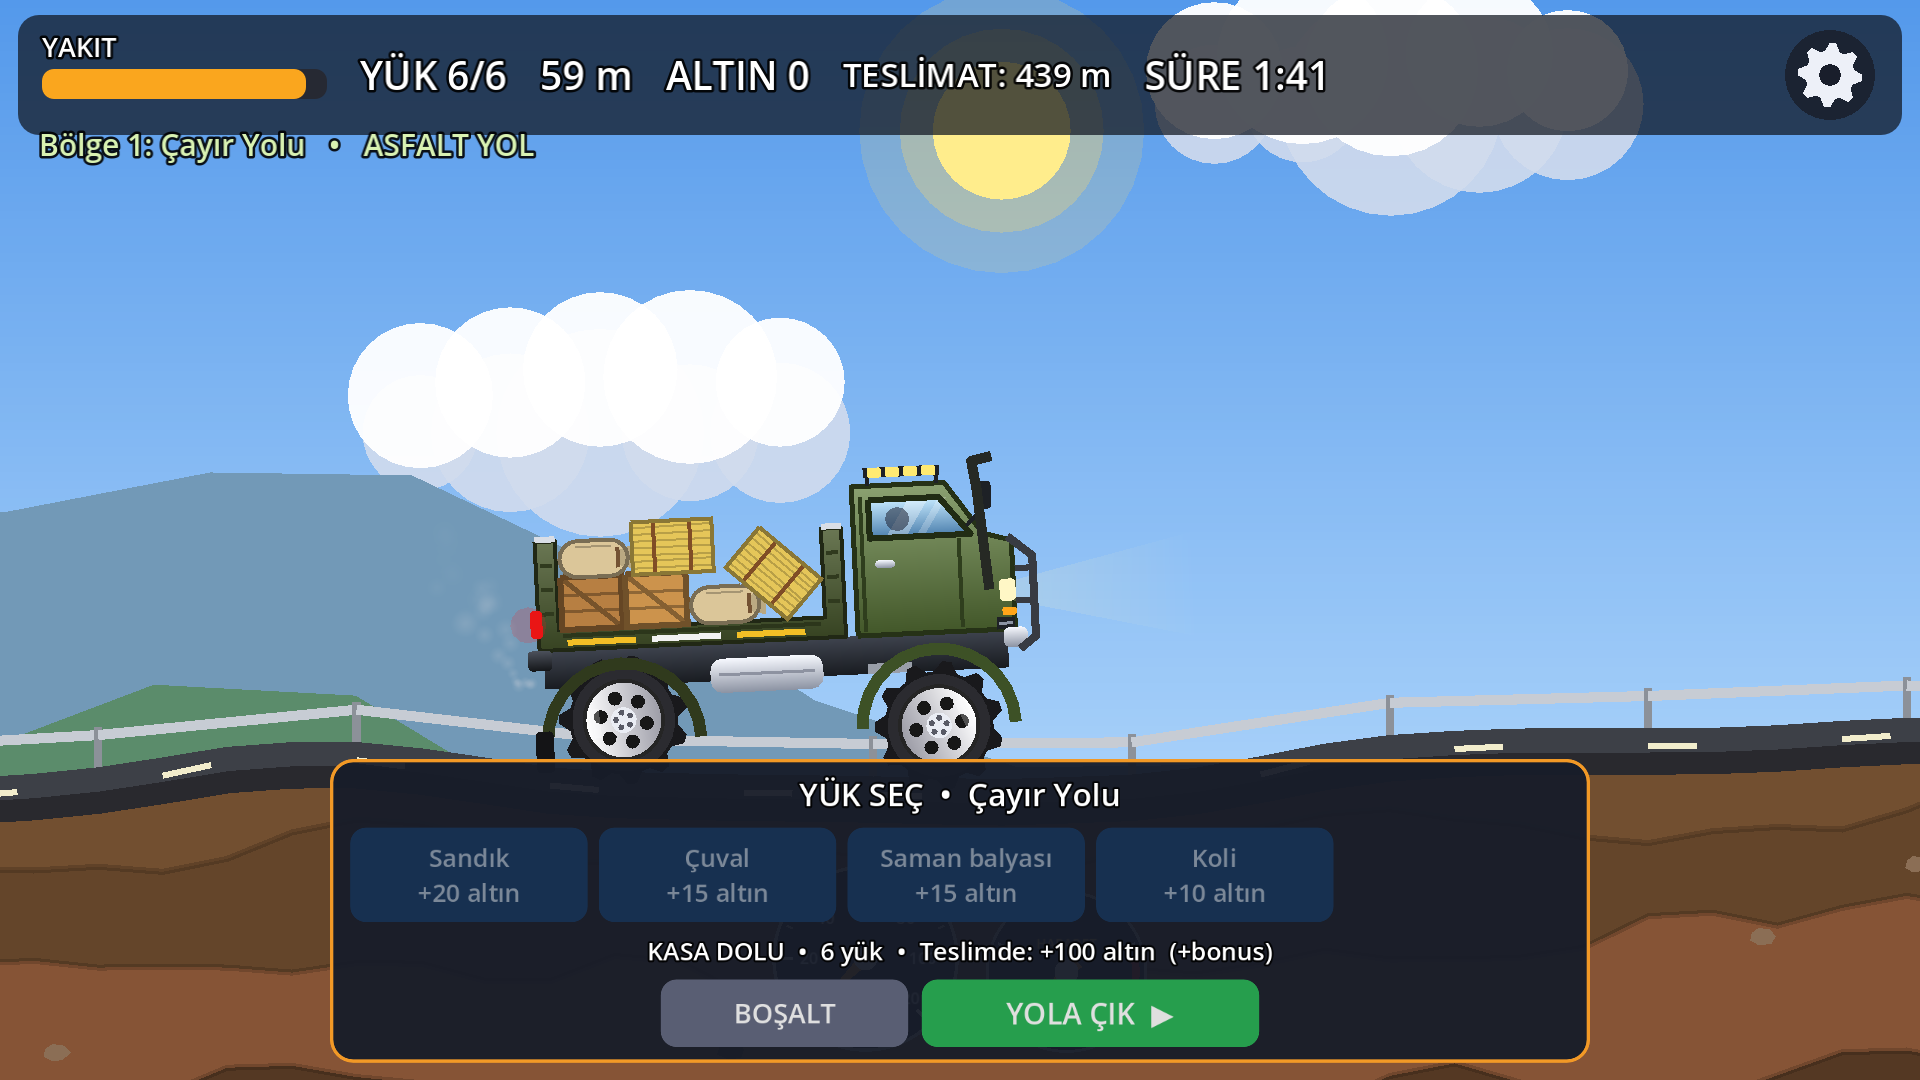 YAKIT
YÜK 6/6 59 m ALTIN 0 TESLİMAT: 439 m SÜRE 1:41
Bölge 1: Çayır Yolu • ASFALT YOL
YÜK SEÇ • Çayır Yolu
Sandık
+20 altın
Çuval
+15 altın
Saman balyası
+15 altın
Koli
+10 altın
KASA DOLU • 6 yük • Teslimde: +100 altın (+bonus)
BOŞALT
YOLA ÇIK ▶